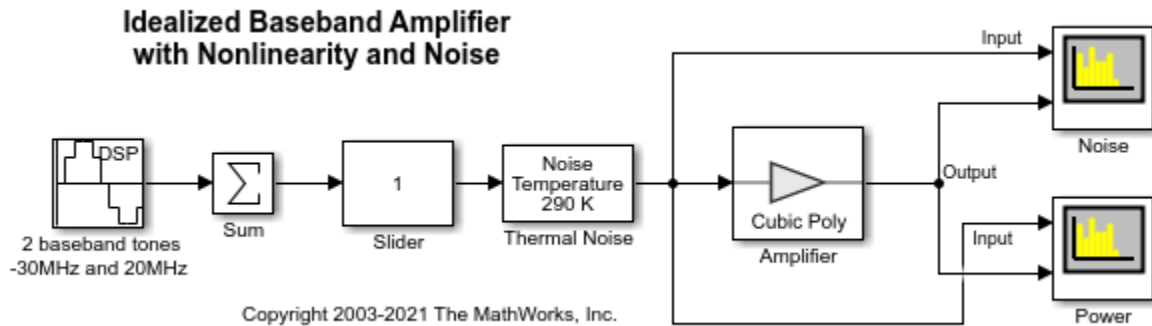 Idealized Baseband Amplifier
with Nonlinearity and Noise
Input
DSP
1
Noise
Temperature
290 K
Cubic Poly
Output
Input
Noise
2 baseband tones
-30MHz and 20MHz
Sum
Slider
Thermal Noise
Amplifier
Power
Copyright 2003-2021 The MathWorks, Inc.